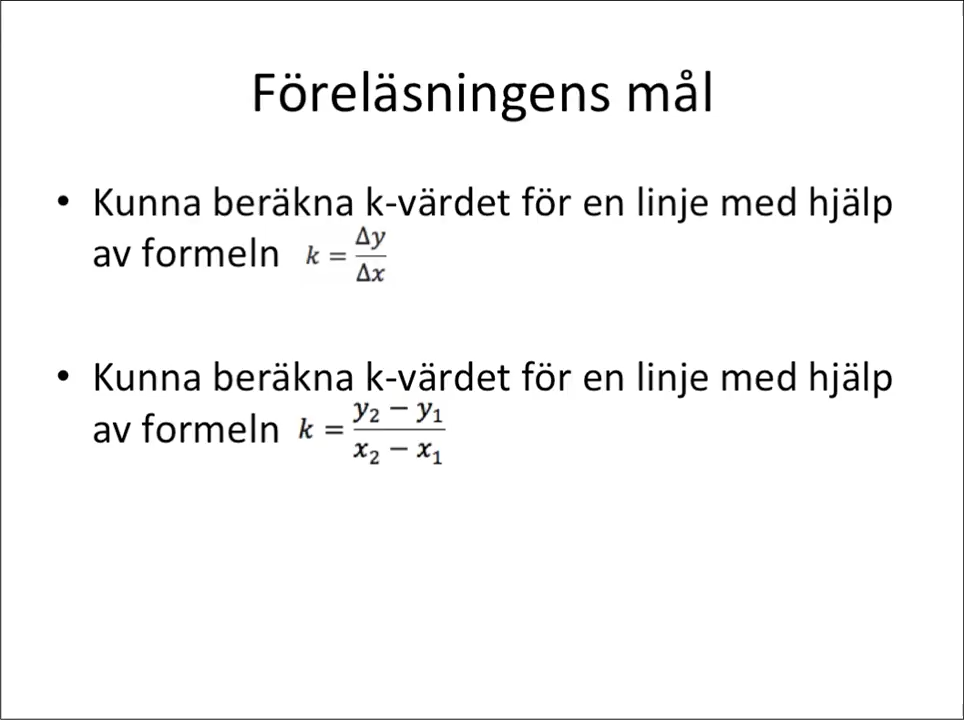 Föreläsningens mål
• Kunna beräkna k-värdet för en linje med hjälp
av formeln k = Δy/Δx
• Kunna beräkna k-värdet för en linje med hjälp
av formeln k = (y₂ − y₁)/(x₂ − x₁)